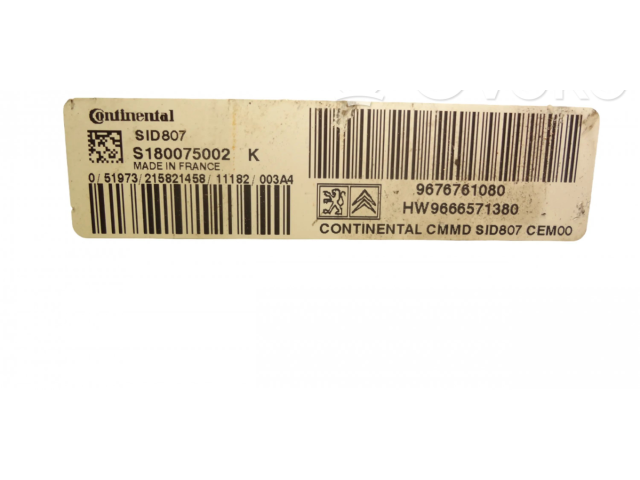 Continental
SID807
S180075002 K
MADE IN FRANCE
0/51973/215821458/11182/003A4
9676761080
HW9666571380
CONTINENTAL CMMD SID807 CEM00